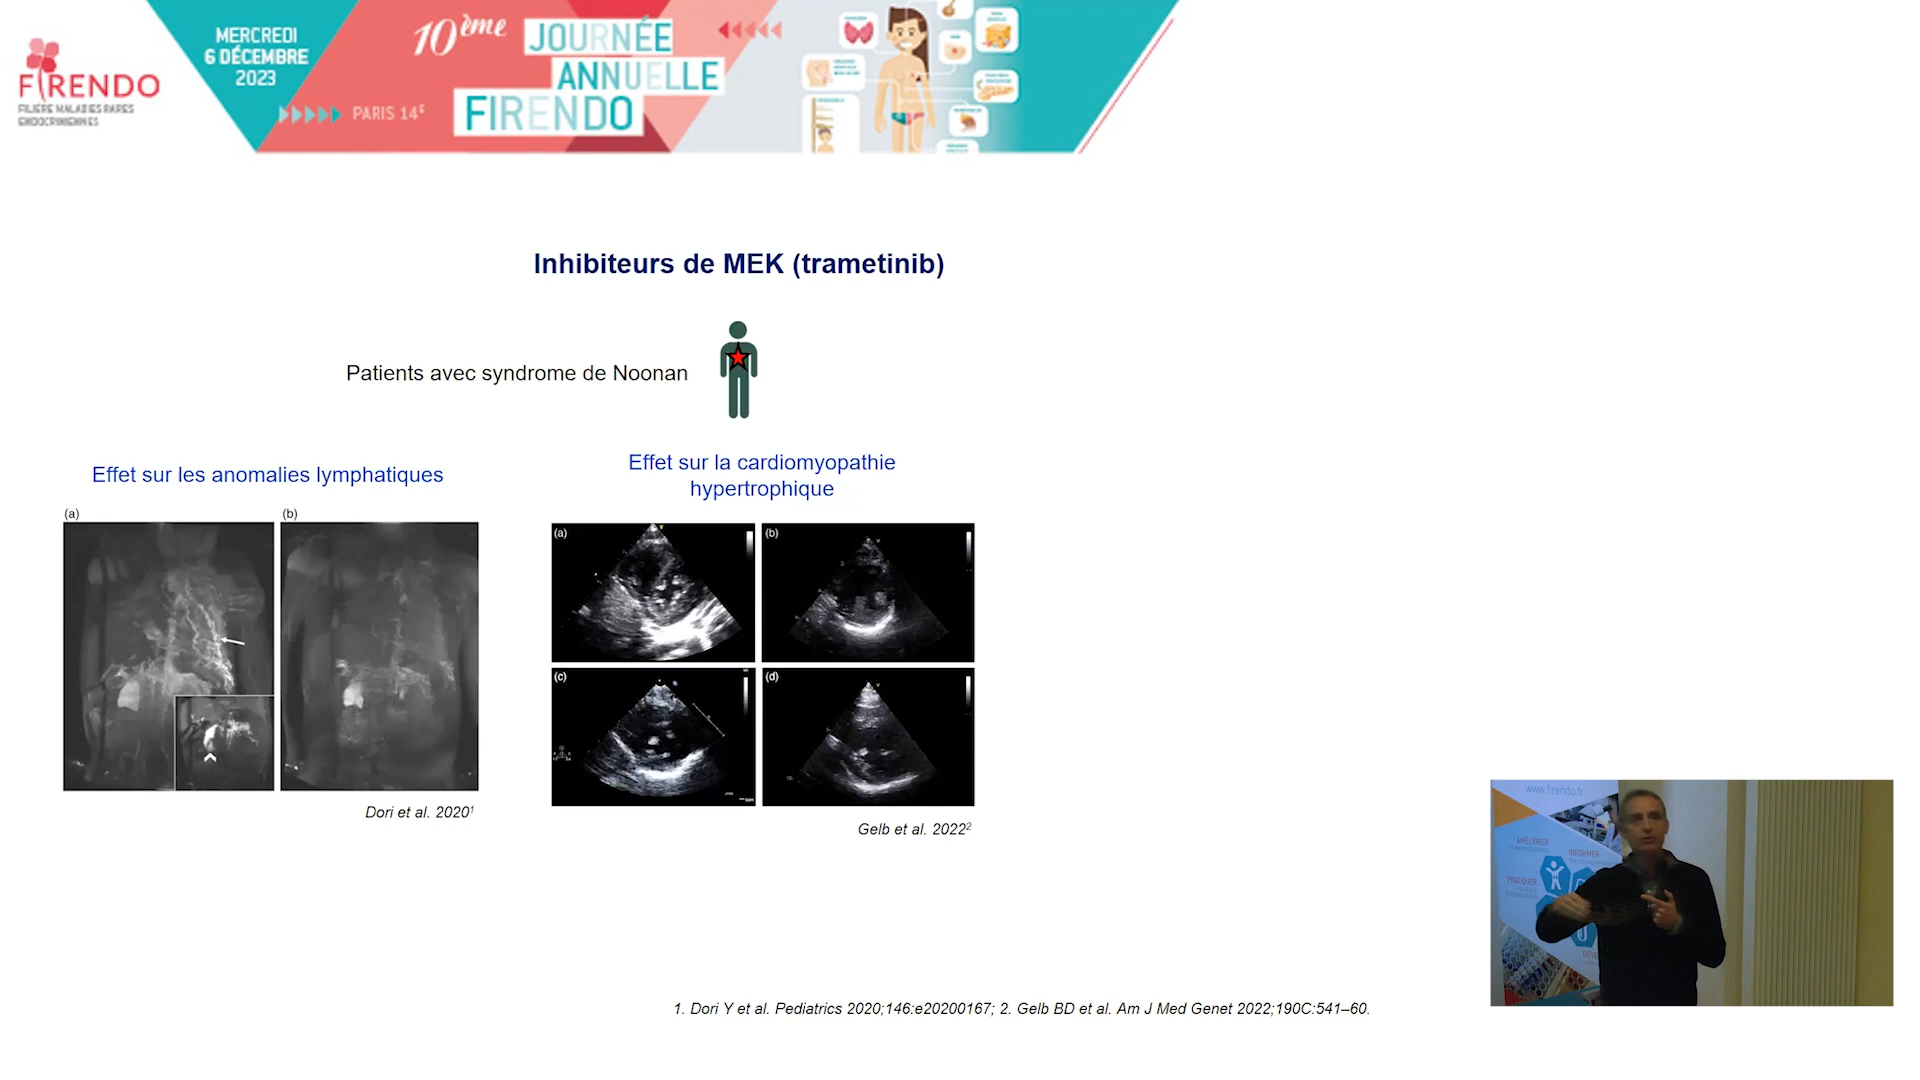 FIRENDO
FILIÈRE MALADIES RARES
ENDOCRINIENNES
MERCREDI
6 DÉCEMBRE
2023
PARIS 14E
10ème JOURNÉE
ANNUELLE
FIRENDO
Inhibiteurs de MEK (trametinib)
Patients avec syndrome de Noonan
Effet sur les anomalies lymphatiques
(a)
(b)
Dori et al. 2020¹
Effet sur la cardiomyopathie
hypertrophique
(a)
(b)
(c)
(d)
Gelb et al. 2022²
www.firendo.fr
AMÉLIORER
INFORMER
PRATIQUER
1. Dori Y et al. Pediatrics 2020;146:e20200167; 2. Gelb BD et al. Am J Med Genet 2022;190C:541–60.